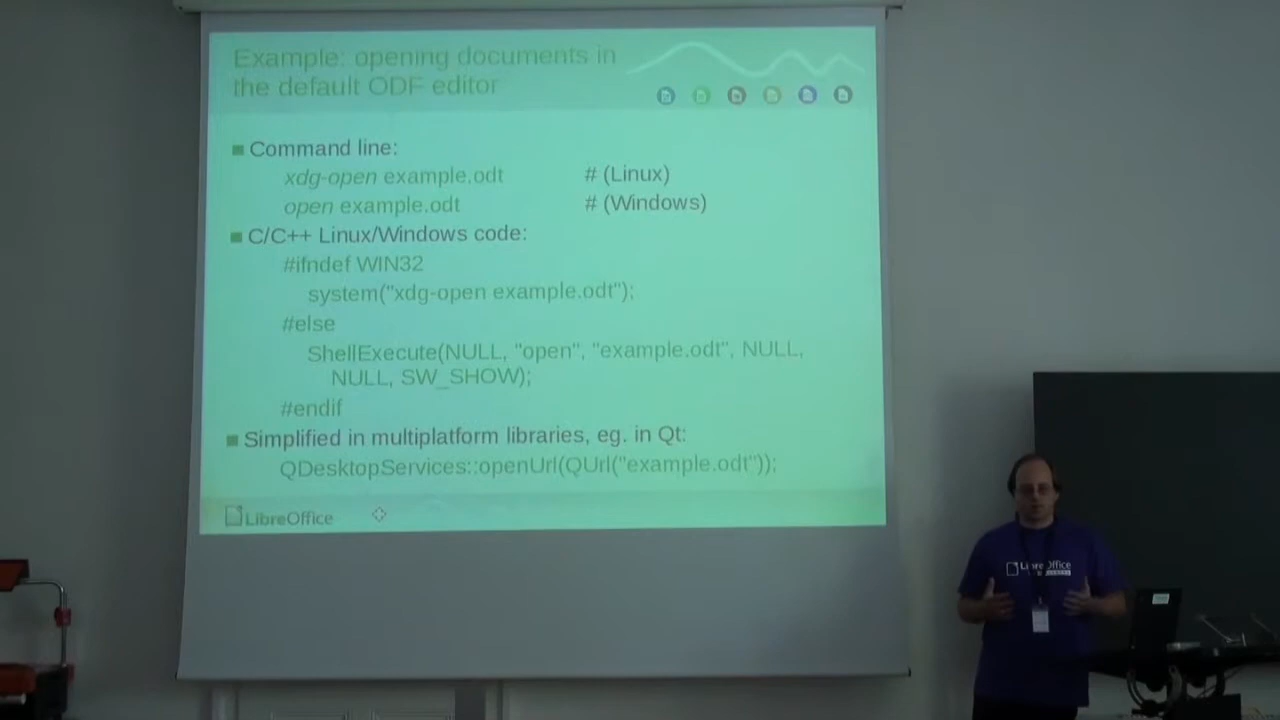 Example: opening documents in
the default ODF editor
Command line:
xdg-open example.odt # (Linux)
open example.odt # (Windows)
C/C++ Linux/Windows code:
#ifndef WIN32
system("xdg-open example.odt");
#else
ShellExecute(NULL, "open", "example.odt", NULL,
NULL, SW_SHOW);
#endif
Simplified in multiplatform libraries, eg. in Qt:
QDesktopServices::openUrl(QUrl("example.odt"));
LibreOffice
LibreOffice